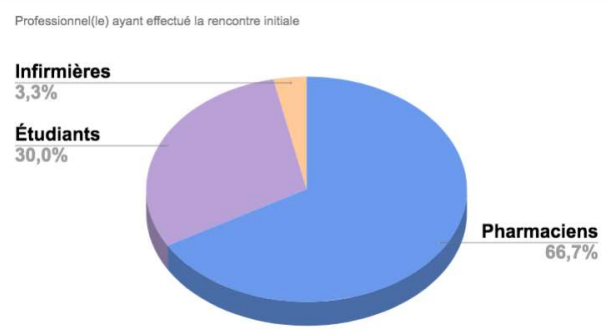 Professionnel(le) ayant effectué la rencontre initiale
Infirmières
3,3%
Étudiants
30,0%
Pharmaciens
66,7%